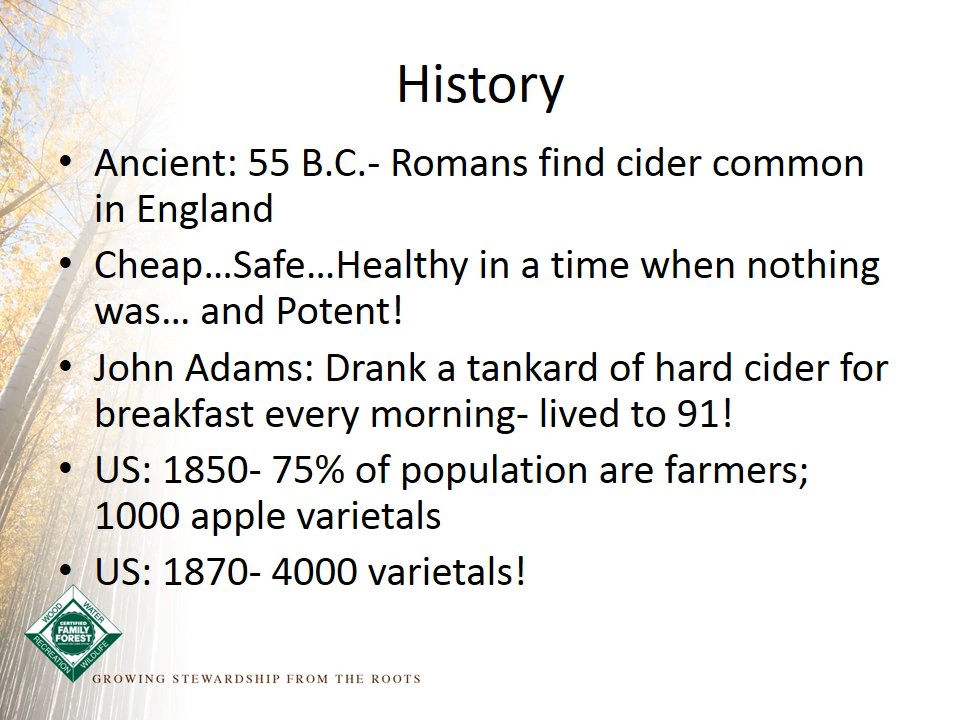 History
• Ancient: 55 B.C.- Romans find cider common
in England
• Cheap…Safe…Healthy in a time when nothing
was… and Potent!
• John Adams: Drank a tankard of hard cider for
breakfast every morning- lived to 91!
• US: 1850- 75% of population are farmers;
1000 apple varietals
• US: 1870- 4000 varietals!
WOOD
WATER
CERTIFIED
FAMILY
FOREST
RECREATION
WILDLIFE
GROWING STEWARDSHIP FROM THE ROOTS